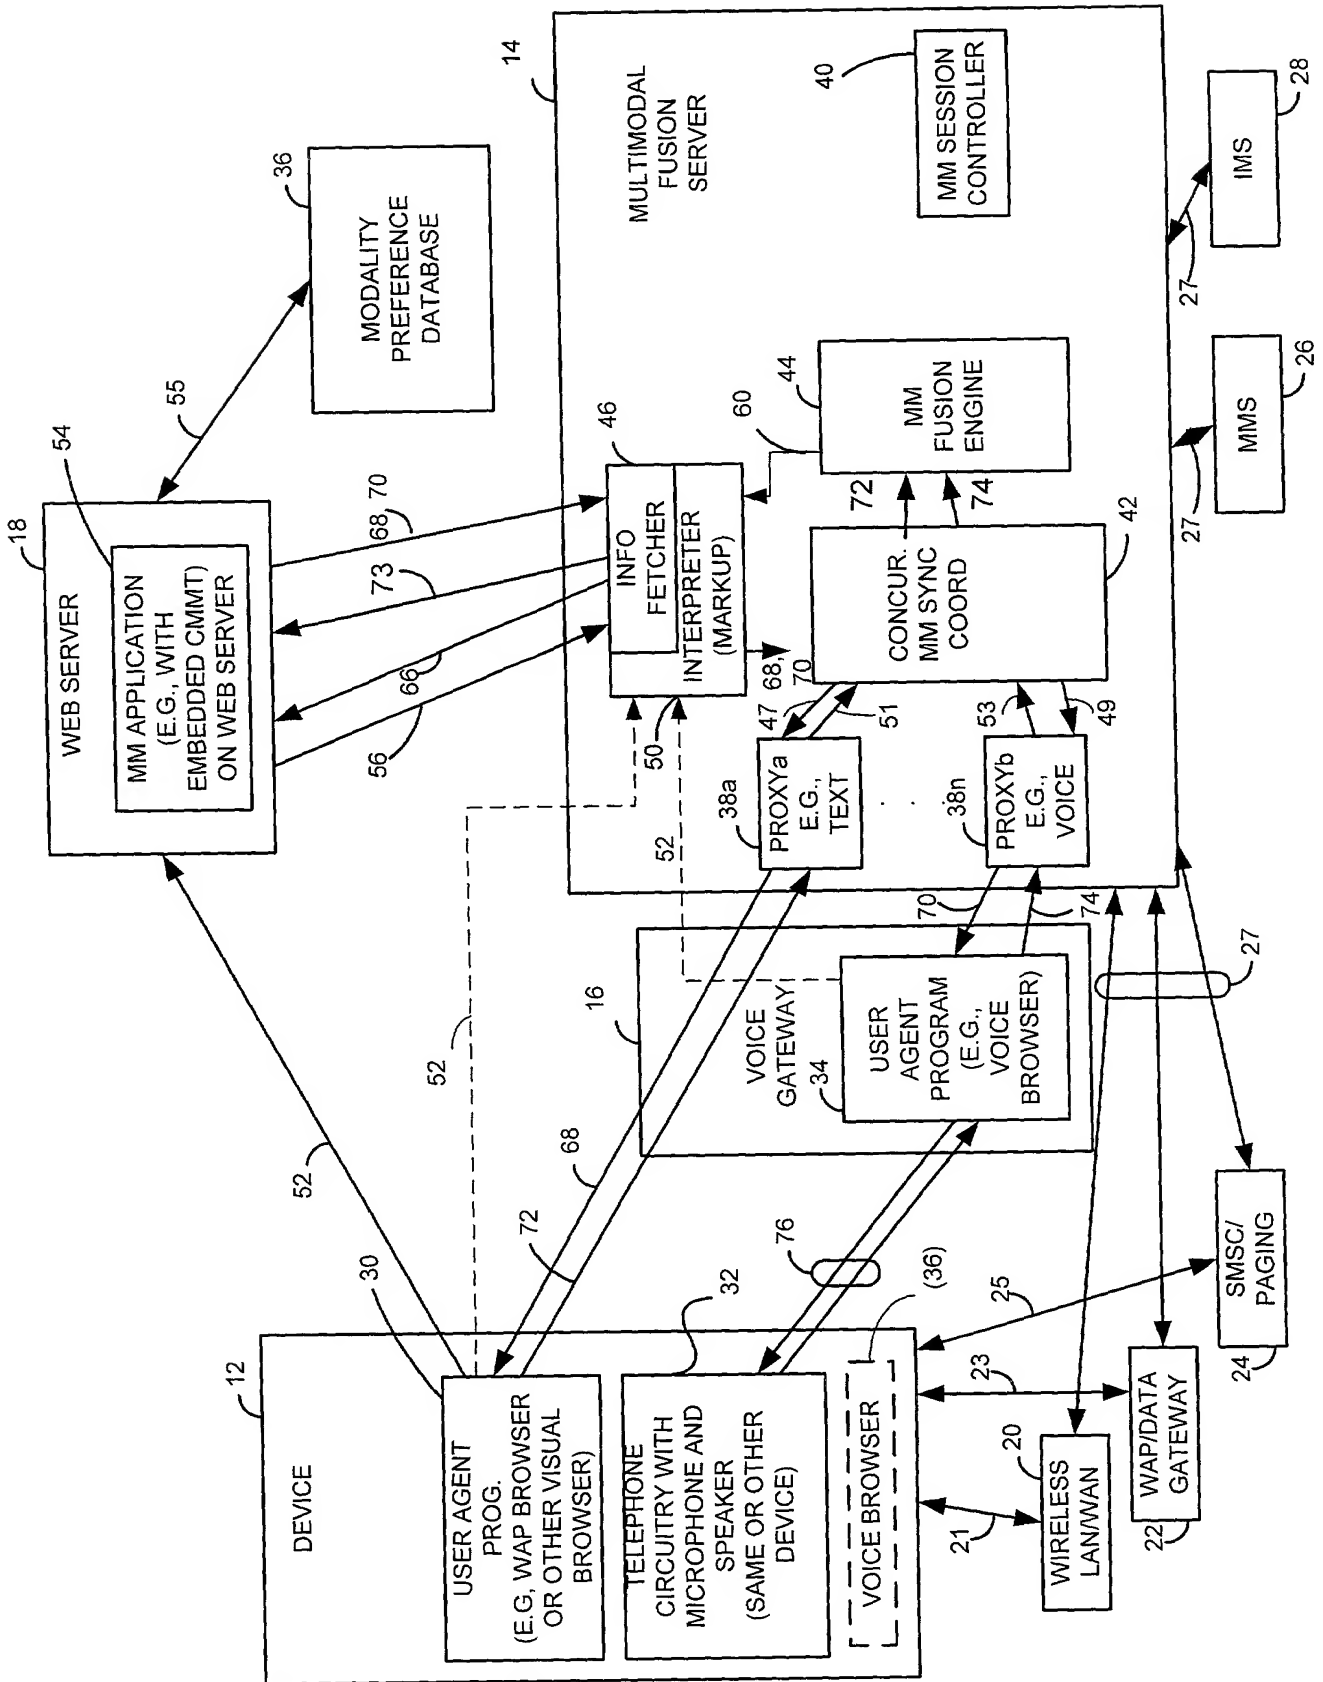 WEB SERVER
18
54
MM APPLICATION
(E.G., WITH
EMBEDDED CMMT)
ON WEB SERVER
55
36
MODALITY
PREFERENCE
DATABASE
52
56
66
73
68
70
14
MULTIMODAL
FUSION
SERVER
46
INFO
FETCHER
INTERPRETER
(MARKUP)
50
60
44
MM
FUSION
ENGINE
40
MM SESSION
CONTROLLER
52
52
68,
70
72
74
CONCUR.
MM SYNC
COORD
42
47
51
53
49
38a
PROXYa
E.G.,
TEXT
. . .
38n
PROXYb
E.G.,
VOICE
70
74
16
VOICE
GATEWAY
34
USER
AGENT
PROGRAM
(E.G.,
VOICE
BROWSER)
68
72
76
12
DEVICE
30
USER AGENT
PROG.
(E.G, WAP BROWSER
OR OTHER VISUAL
BROWSER)
32
TELEPHONE
CIRCUITRY WITH
MICROPHONE AND
SPEAKER
(SAME OR OTHER
DEVICE)
(36)
VOICE BROWSER
21
23
25
27
20
WIRELESS
LAN/WAN
22
WAP/DATA
GATEWAY
24
SMSC/
PAGING
27
MMS
26
27
IMS
28